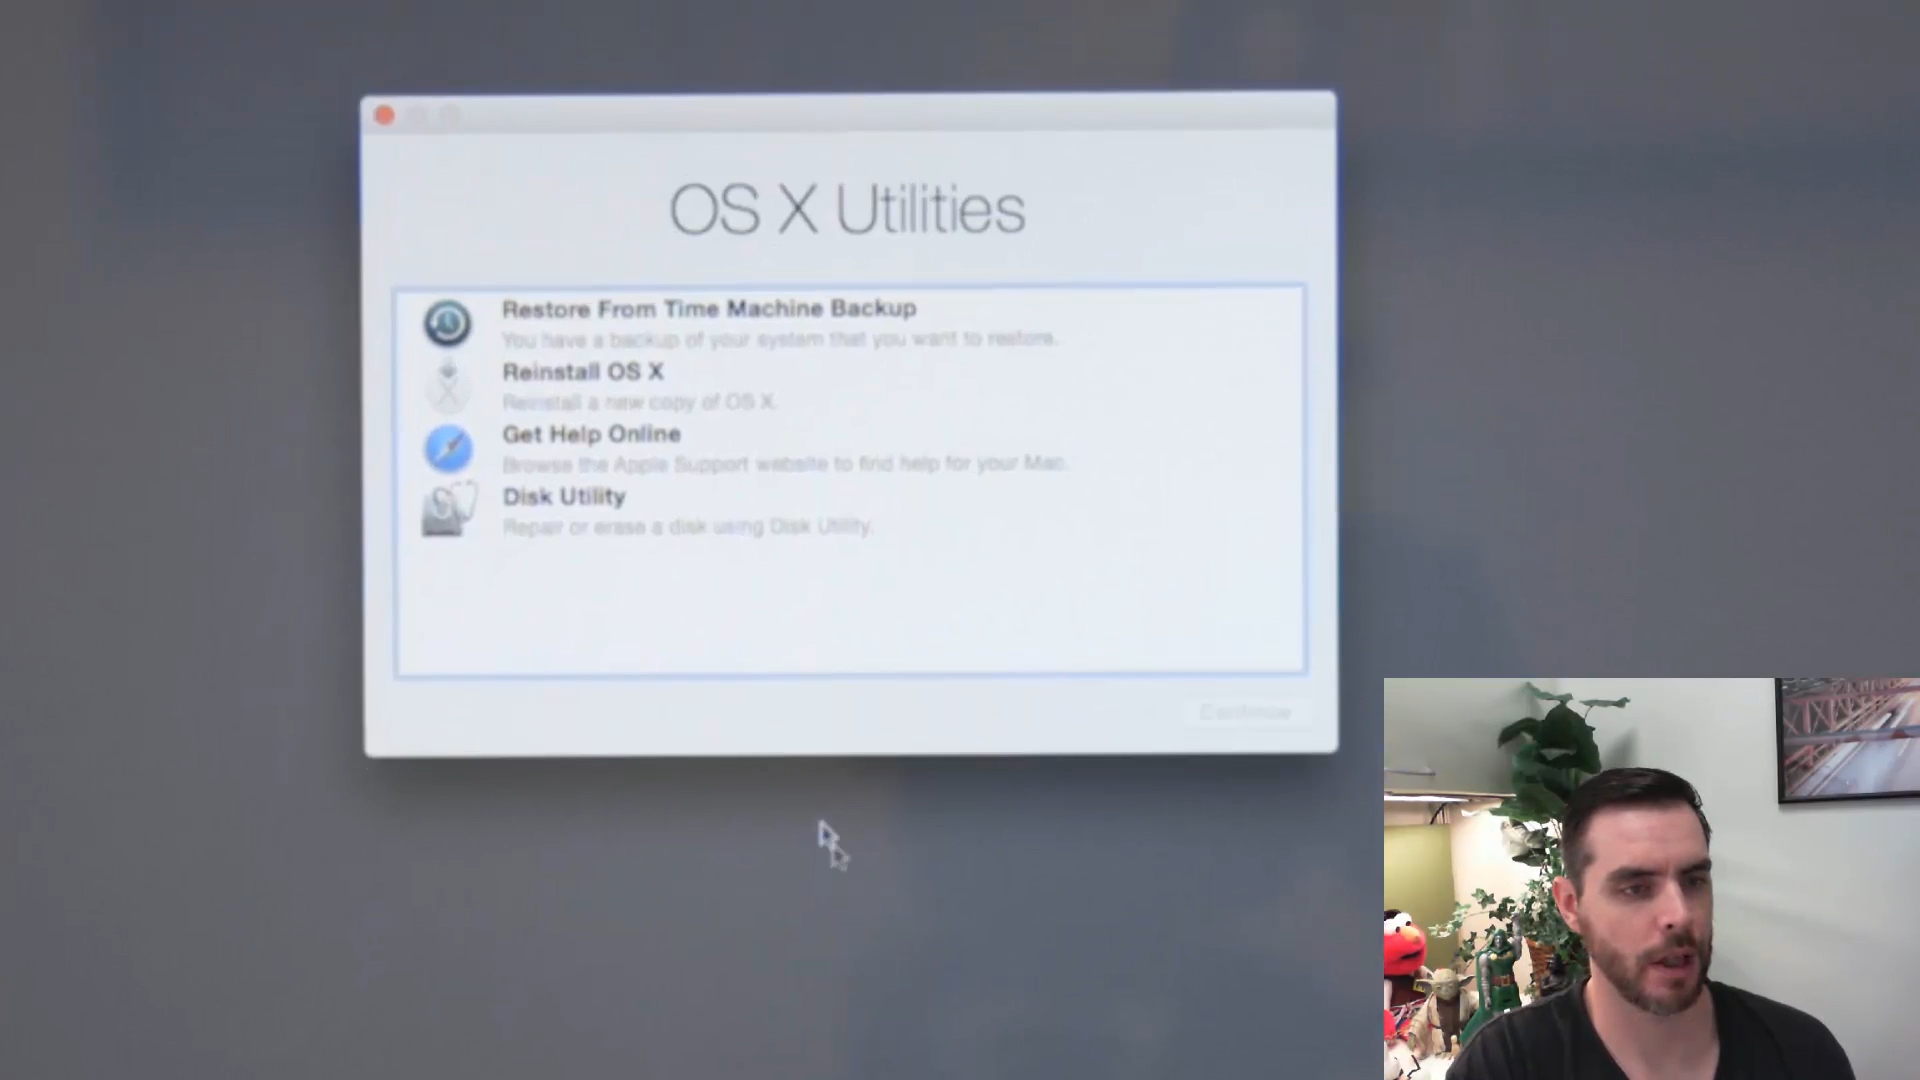 OS X Utilities
Restore From Time Machine Backup
You have a backup of your system that you want to restore.
Reinstall OS X
Reinstall a new copy of OS X.
Get Help Online
Browse the Apple Support website to find help for your Mac.
Disk Utility
Repair or erase a disk using Disk Utility.
Continue